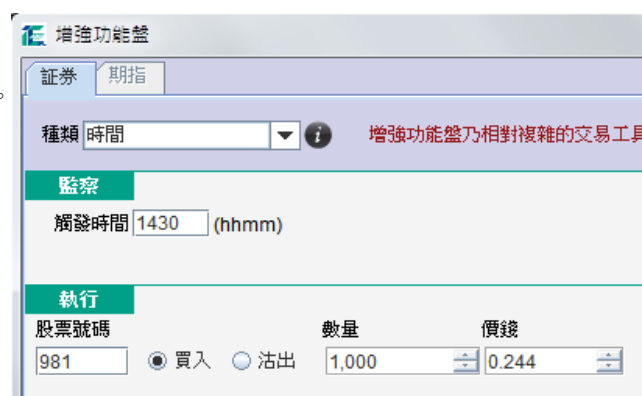 增強功能盤
証券 期指
。
種類 時間 增強功能盤乃相對複雜的交易工具
監察
觸發時間 1430 (hhmm)
執行
股票號碼 數量 價錢
981 買入 沽出 1,000 0.244